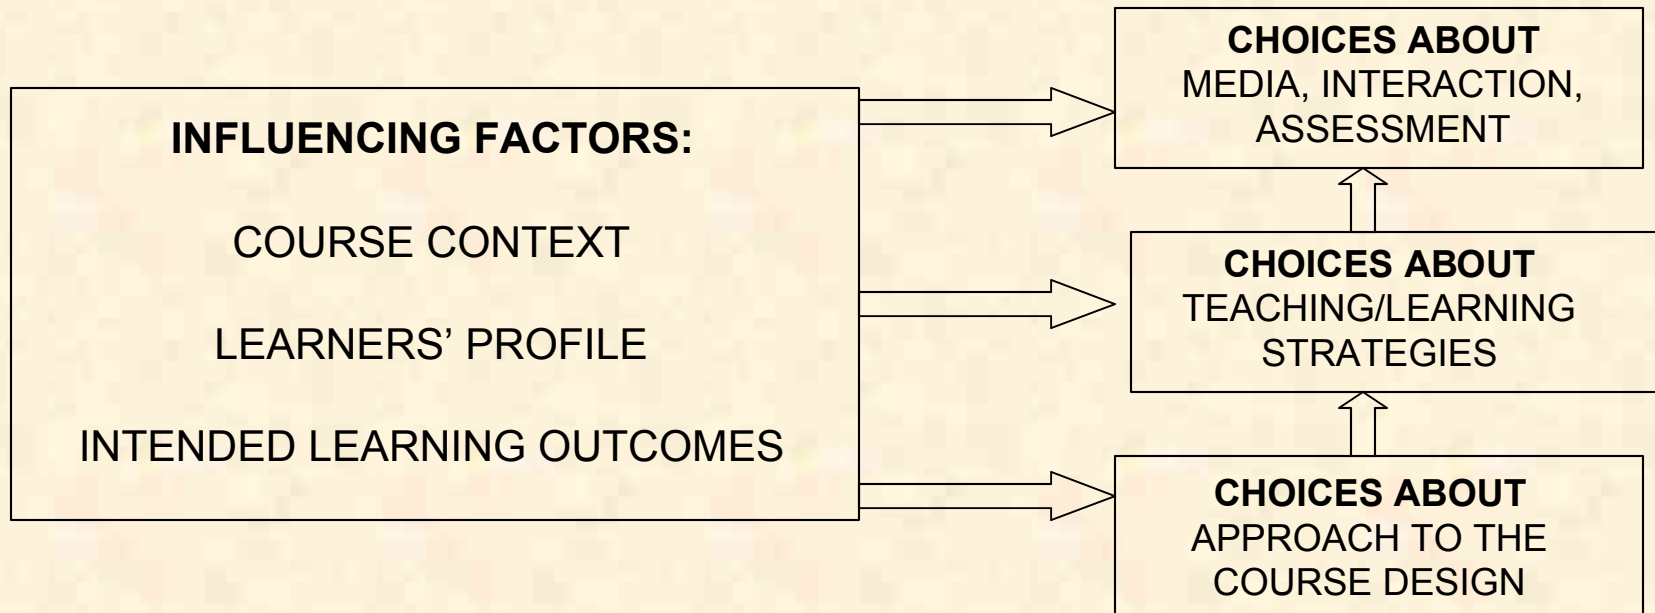 INFLUENCING FACTORS:
COURSE CONTEXT
LEARNERS’ PROFILE
INTENDED LEARNING OUTCOMES
CHOICES ABOUT
MEDIA, INTERACTION,
ASSESSMENT
CHOICES ABOUT
TEACHING/LEARNING
STRATEGIES
CHOICES ABOUT
APPROACH TO THE
COURSE DESIGN